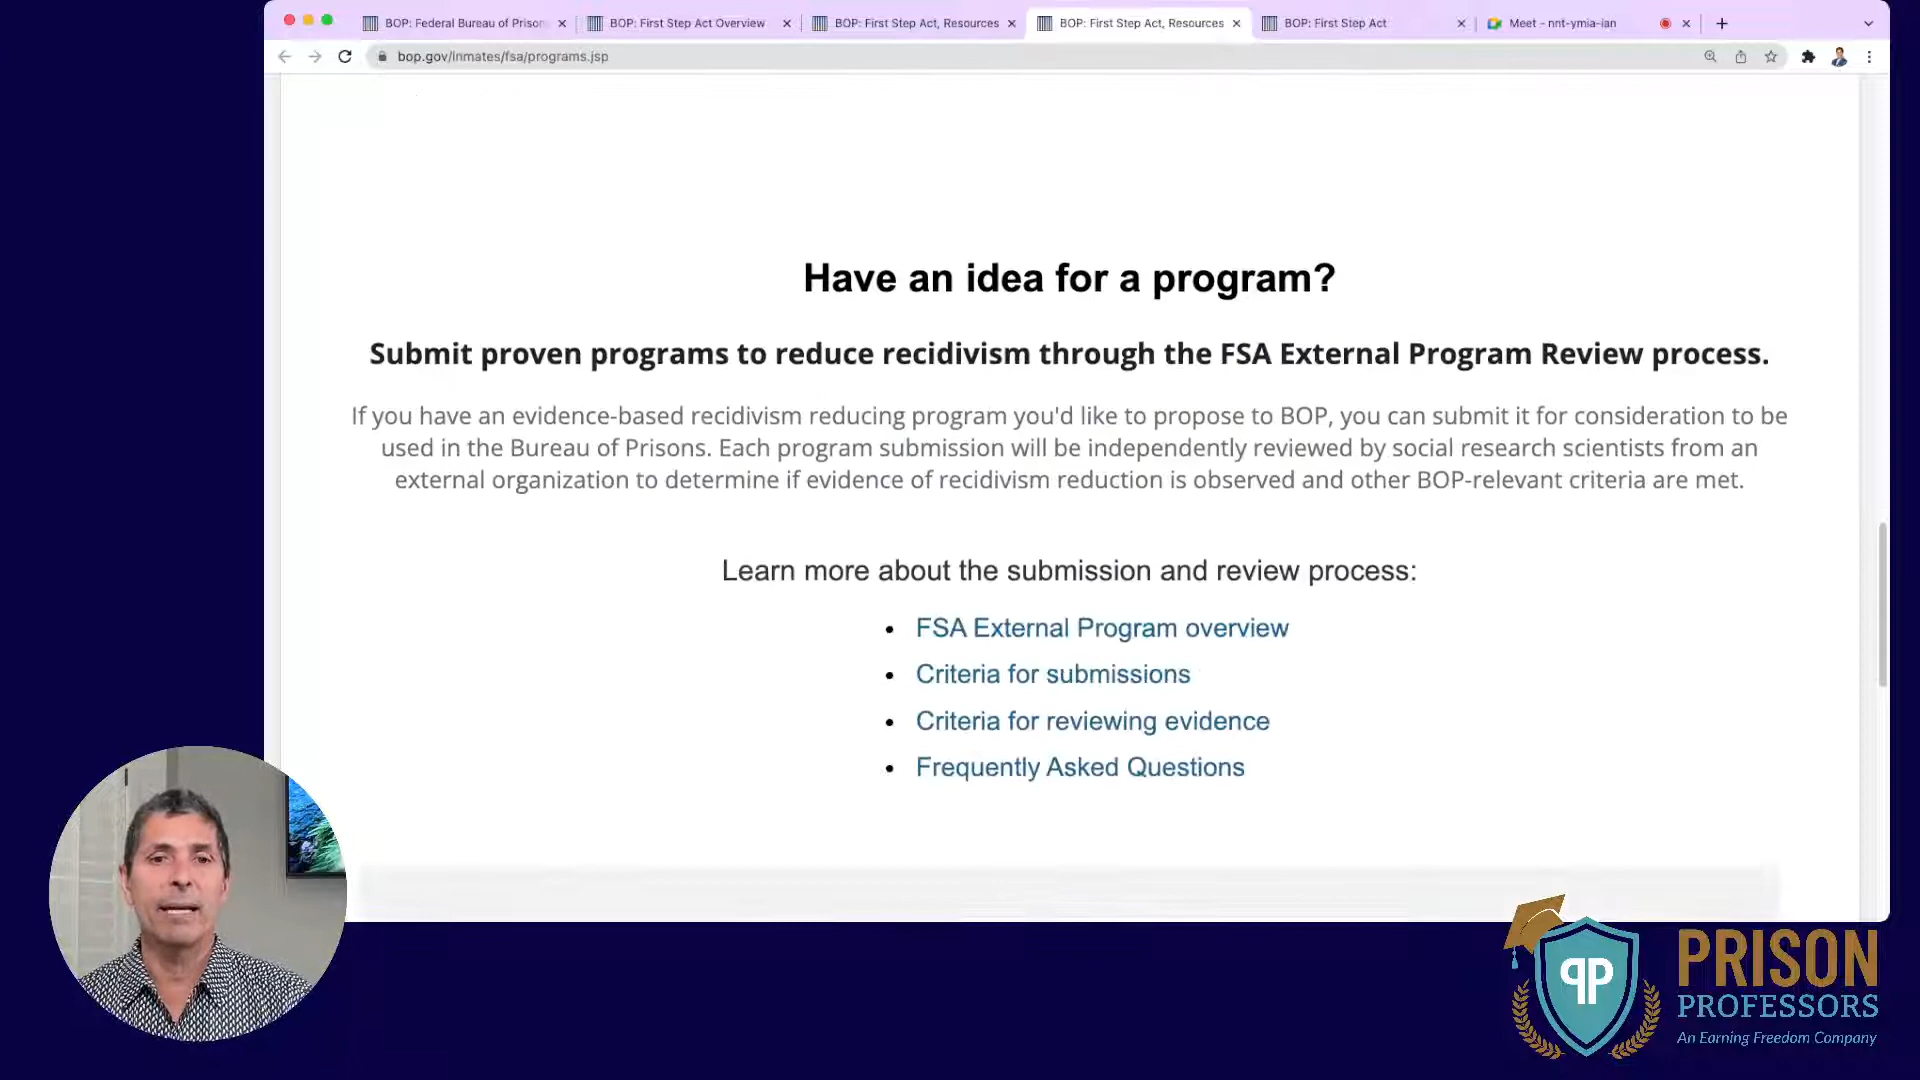 BOP: Federal Bureau of Prison
BOP: First Step Act Overview
BOP: First Step Act, Resources
BOP: First Step Act, Resources
BOP: First Step Act
Meet - nnt-ymia-ian
bop.gov/inmates/fsa/programs.jsp
Have an idea for a program?
Submit proven programs to reduce recidivism through the FSA External Program Review process.
If you have an evidence-based recidivism reducing program you'd like to propose to BOP, you can submit it for consideration to be
used in the Bureau of Prisons. Each program submission will be independently reviewed by social research scientists from an
external organization to determine if evidence of recidivism reduction is observed and other BOP-relevant criteria are met.
Learn more about the submission and review process:
• FSA External Program overview
• Criteria for submissions
• Criteria for reviewing evidence
• Frequently Asked Questions
PP
PRISON
PROFESSORS
An Earning Freedom Company